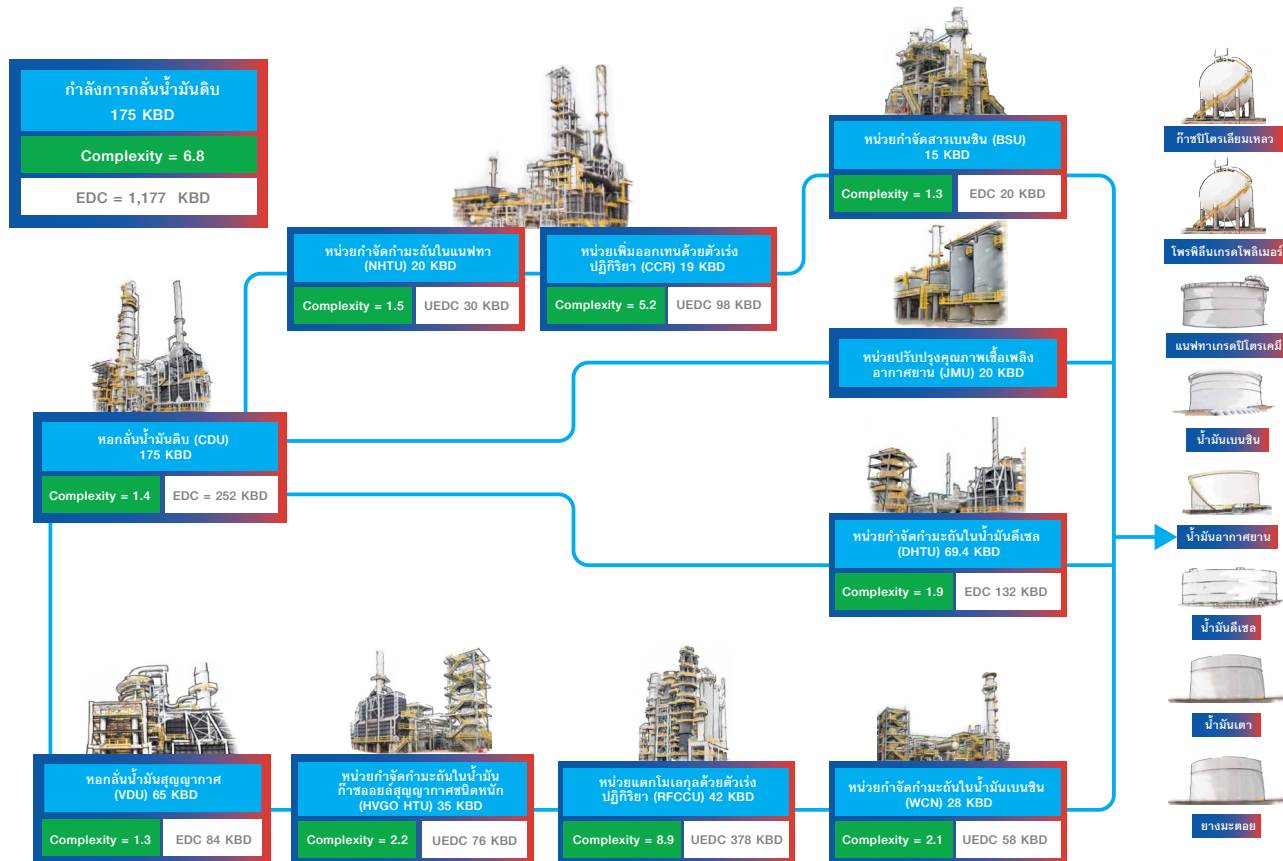 กำลังการกลั่นน้ำมันดิบ
175 KBD
Complexity = 6.8
EDC = 1,177 KBD
หน่วยกำจัดสารเบนซีน (BSU)
15 KBD
Complexity = 1.3
EDC 20 KBD
หน่วยกำจัดกำมะถันในแนฟทา
(NHTU) 20 KBD
Complexity = 1.5
UEDC 30 KBD
หน่วยเพิ่มออกเทนด้วยตัวเร่ง
ปฏิกิริยา (CCR) 19 KBD
Complexity = 5.2
UEDC 98 KBD
หน่วยปรับปรุงคุณภาพเชื้อเพลิง
อากาศยาน (JMU) 20 KBD
หอกลั่นน้ำมันดิบ (CDU)
175 KBD
Complexity = 1.4
EDC = 252 KBD
หน่วยกำจัดกำมะถันในน้ำมันดีเซล
(DHTU) 69.4 KBD
Complexity = 1.9
EDC 132 KBD
หอกลั่นน้ำมันสุญญากาศ
(VDU) 65 KBD
Complexity = 1.3
EDC 84 KBD
หน่วยกำจัดกำมะถันในน้ำมัน
ก๊าซออยล์สุญญากาศชนิดหนัก
(HVGO HTU) 35 KBD
Complexity = 2.2
UEDC 76 KBD
หน่วยแตกโมเลกุลด้วยตัวเร่ง
ปฏิกิริยา (RFCCU) 42 KBD
Complexity = 8.9
UEDC 378 KBD
หน่วยกำจัดกำมะถันในน้ำมันเบนซิน
(WCN) 28 KBD
Complexity = 2.1
UEDC 58 KBD
ก๊าซปิโตรเลียมเหลว
โพรพิลีนเกรดโพลิเมอร์
แนฟทาเกรดปิโตรเคมี
น้ำมันเบนซิน
น้ำมันอากาศยาน
น้ำมันดีเซล
น้ำมันเตา
ยางมะตอย